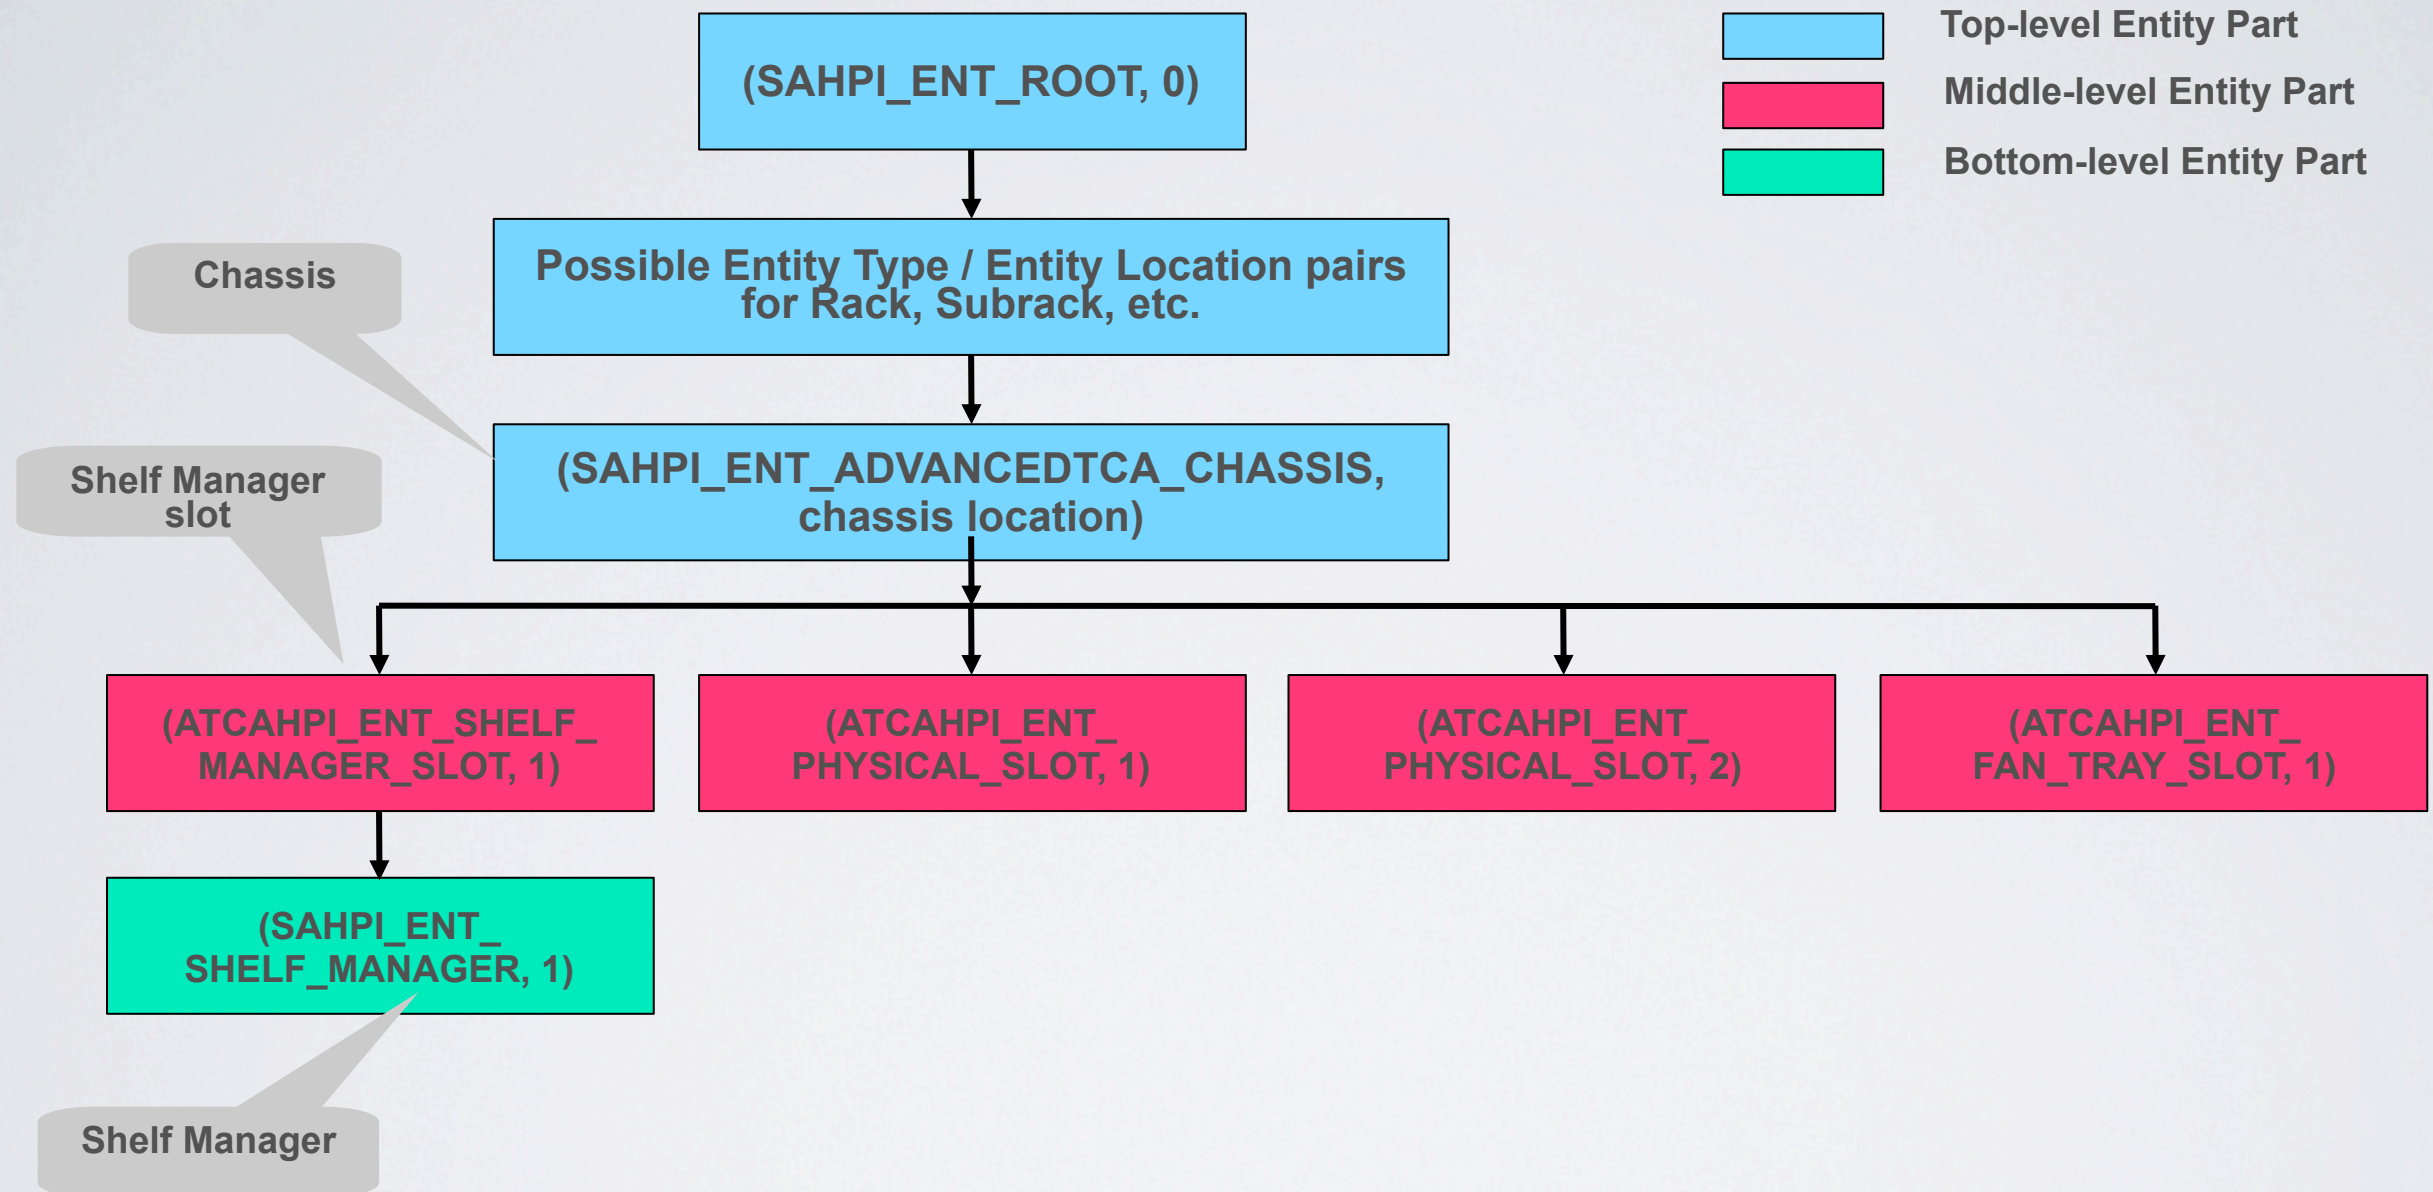 (SAHPI_ENT_ROOT, 0)
Top-level Entity Part
Middle-level Entity Part
Bottom-level Entity Part
Possible Entity Type / Entity Location pairs
for Rack, Subrack, etc.
Chassis
(SAHPI_ENT_ADVANCEDTCA_CHASSIS,
chassis location)
Shelf Manager
slot
(ATCAHPI_ENT_SHELF_
MANAGER_SLOT, 1)
(ATCAHPI_ENT_
PHYSICAL_SLOT, 1)
(ATCAHPI_ENT_
PHYSICAL_SLOT, 2)
(ATCAHPI_ENT_
FAN_TRAY_SLOT, 1)
(SAHPI_ENT_
SHELF_MANAGER, 1)
Shelf Manager